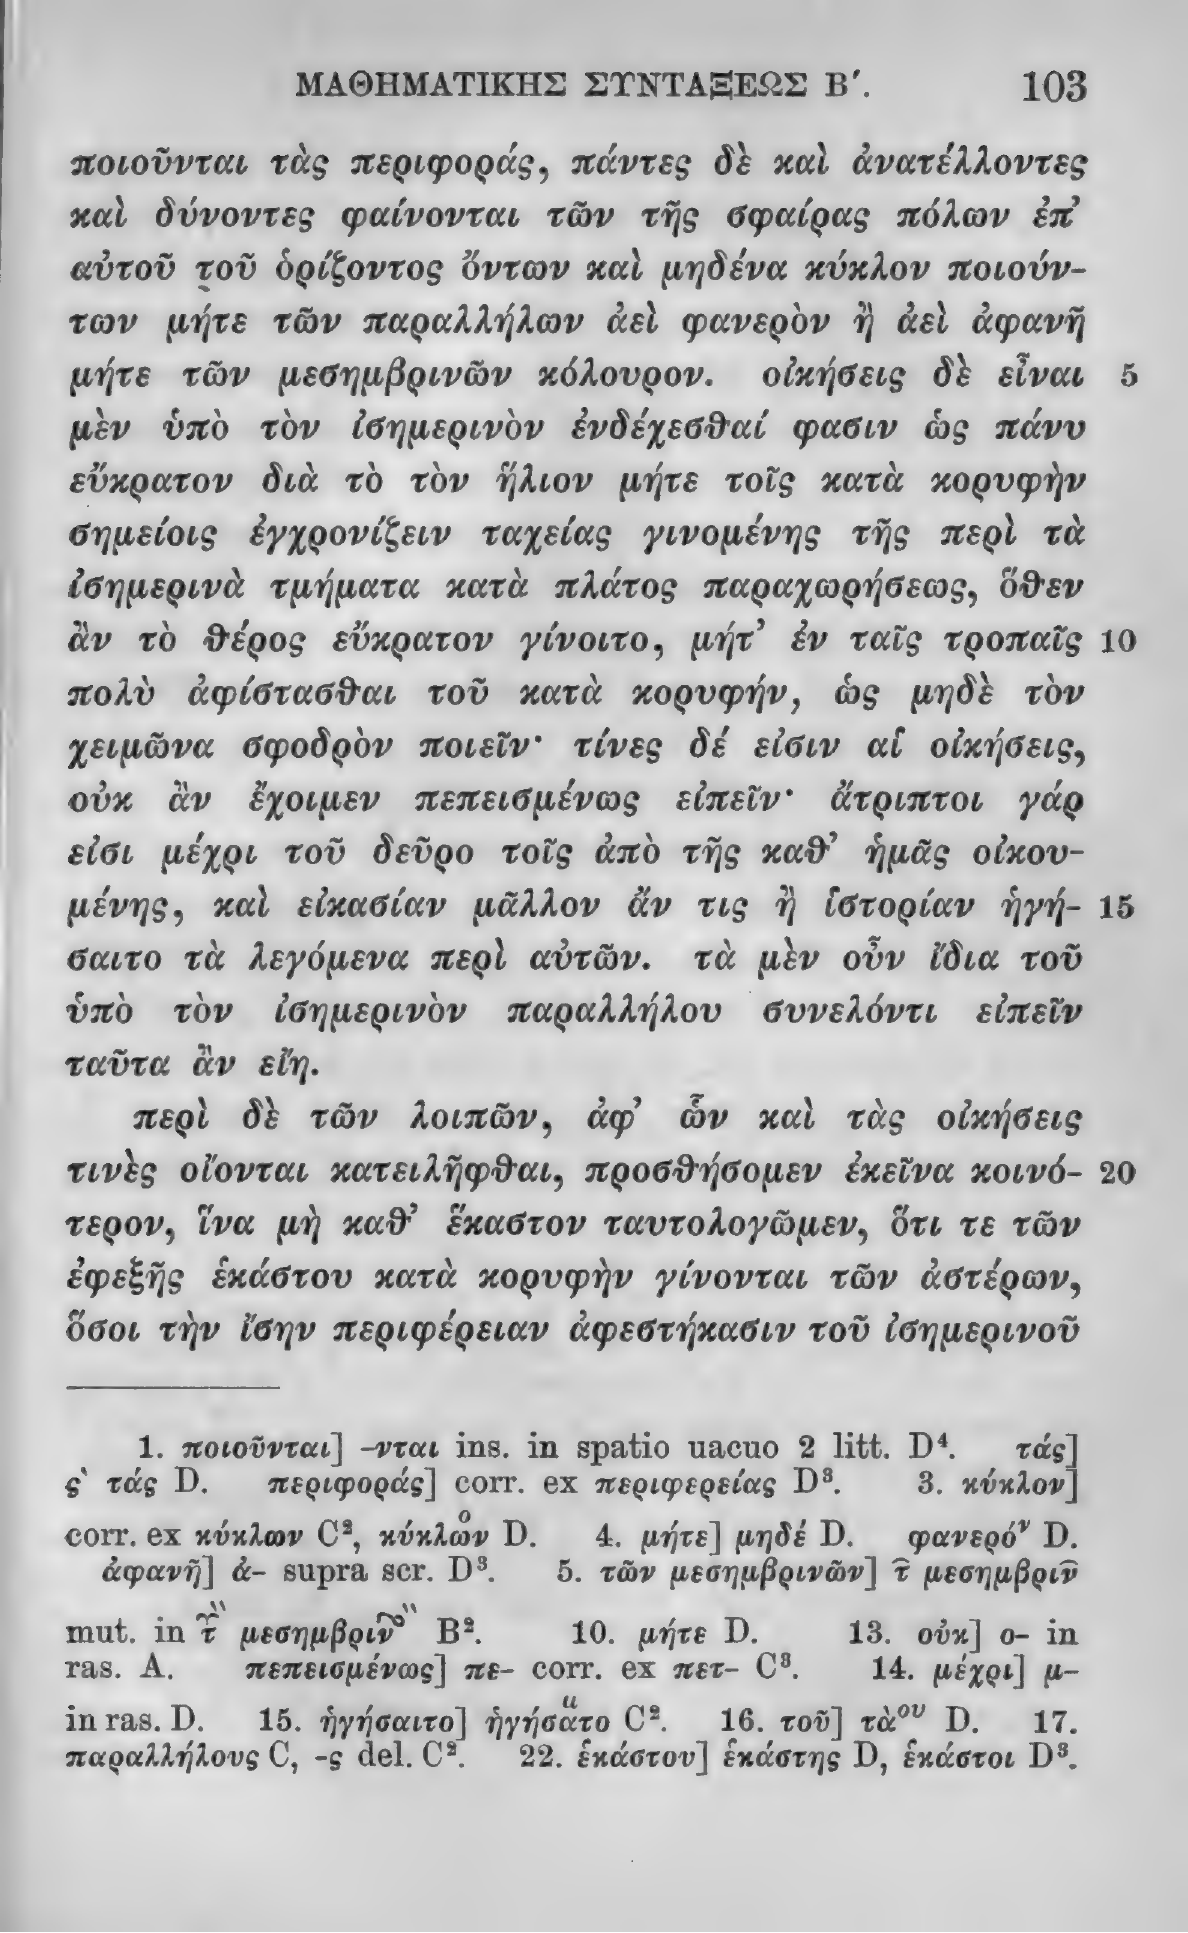 ΜΑΘΗΜΑΤΙΚΗΣ ΣΥΝΤΑΞΕΩΣ Β΄. 103
ποιοῦνται τὰς περιφοράς, πάντες δὲ καὶ ἀνατέλλοντες
καὶ δύνοντες φαίνονται τῶν τῆς σφαίρας πόλων ἐπ’
αὐτοῦ τοῦ ὁρίζοντος ὄντων καὶ μηδένα κύκλον ποιούν-
των μήτε τῶν παραλλήλων ἀεὶ φανερὸν ἢ ἀεὶ ἀφανῆ
μήτε τῶν μεσημβρινῶν κόλουρον. οἰκήσεις δὲ εἶναι 5
μὲν ὑπὸ τὸν ἰσημερινὸν ἐνδέχεσθαί φασιν ὡς πάνυ
εὔκρατον διὰ τὸ τὸν ἥλιον μήτε τοῖς κατὰ κορυφὴν
σημείοις ἐγχρονίζειν ταχείας γινομένης τῆς περὶ τὰ
ἰσημερινὰ τμήματα κατὰ πλάτος παραχωρήσεως, ὅθεν
ἂν τὸ θέρος εὔκρατον γίνοιτο, μήτ’ ἐν ταῖς τροπαῖς 10
πολὺ ἀφίστασθαι τοῦ κατὰ κορυφήν, ὡς μηδὲ τὸν
χειμῶνα σφοδρὸν ποιεῖν· τίνες δέ εἰσιν αἱ οἰκήσεις,
οὐκ ἂν ἔχοιμεν πεπεισμένως εἰπεῖν· ἄτριπτοι γάρ
εἰσι μέχρι τοῦ δεῦρο τοῖς ἀπὸ τῆς καθ’ ἡμᾶς οἰκου-
μένης, καὶ εἰκασίαν μᾶλλον ἄν τις ἢ ἱστορίαν ἡγή- 15
σαιτο τὰ λεγόμενα περὶ αὐτῶν. τὰ μὲν οὖν ἴδια τοῦ
ὑπὸ τὸν ἰσημερινὸν παραλλήλου συνελόντι εἰπεῖν
ταῦτα ἂν εἴη.
περὶ δὲ τῶν λοιπῶν, ἀφ’ ὧν καὶ τὰς οἰκήσεις
τινὲς οἴονται κατειλῆφθαι, προσθήσομεν ἐκεῖνα κοινό- 20
τερον, ἵνα μὴ καθ’ ἕκαστον ταυτολογῶμεν, ὅτι τε τῶν
ἐφεξῆς ἑκάστου κατὰ κορυφὴν γίνονται τῶν ἀστέρων,
ὅσοι τὴν ἴσην περιφέρειαν ἀφεστήκασιν τοῦ ἰσημερινοῦ
1. ποιοῦνται] -νται ins. in spatio uacuo 2 litt. D⁴. τάς]
ς` τάς D. περιφοράς] corr. ex περιφερείας D³. 3. κύκλον]
corr. ex κύκλων C², κύκλῶν D. 4. μήτε] μηδέ D. φανερόᵛ D.
ἀφανῆ] ἀ- supra scr. D³. 5. τῶν μεσημβρινῶν] τ̑ μεσημβριν̑
mut. in τ̑ μεσημβριν̑ B². 10. μήτε D. 13. οὐκ] ο- in
ras. A. πεπεισμένως] πε- corr. ex πετ- C³. 14. μέχρι] μ-
in ras. D. 15. ἡγήσαιτο] ἡγήσατο C². 16. τοῦ] τὰου D. 17.
παραλλήλους C, -ς del. C². 22. ἑκάστου] ἑκάστης D, ἑκάστοι D³.